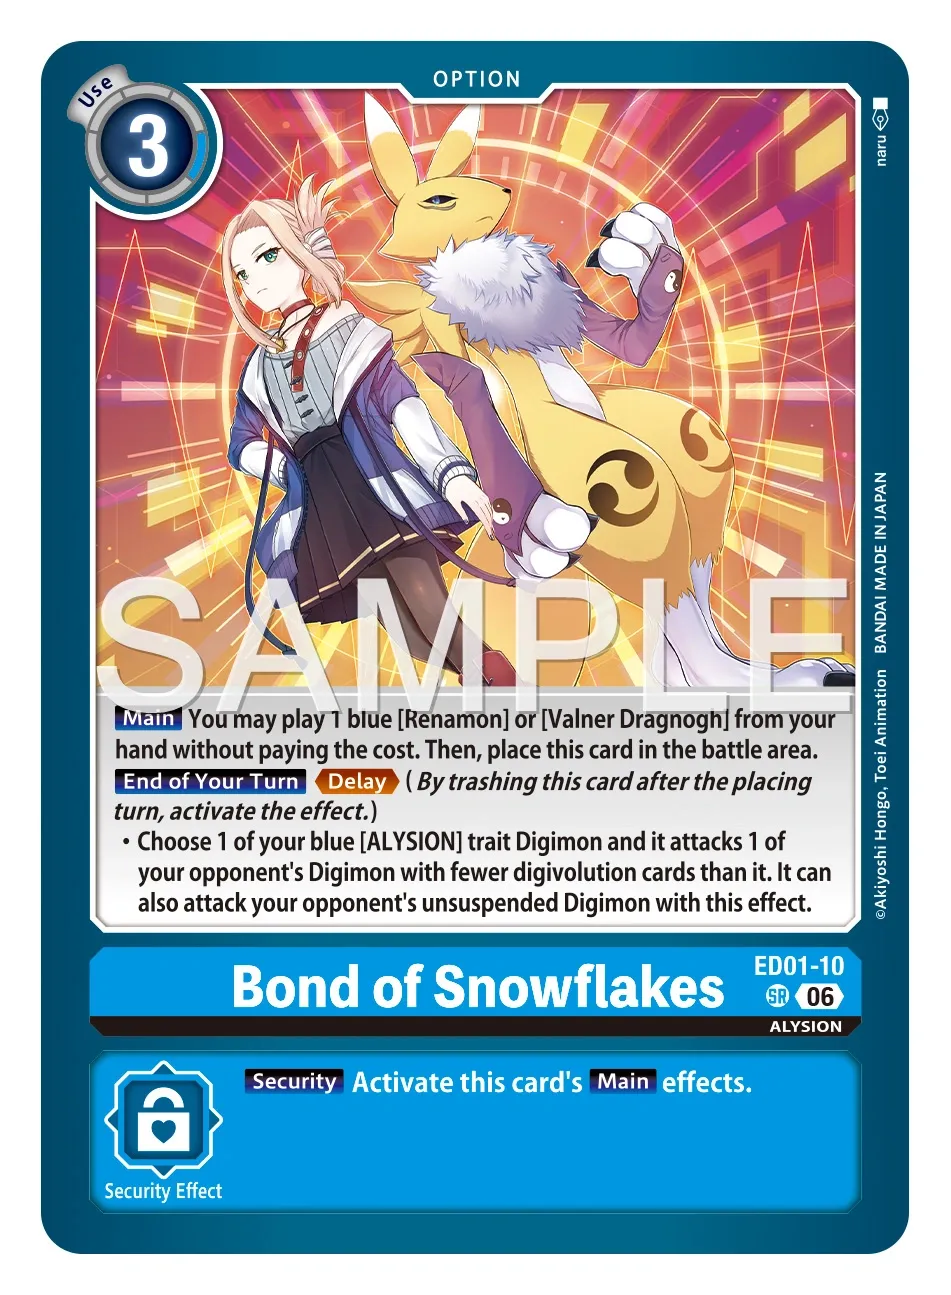 OPTION
Use
3
naru
SAMPLE
Main You may play 1 blue [Renamon] or [Valner Dragnogh] from your
hand without paying the cost. Then, place this card in the battle area.
End of Your Turn Delay (By trashing this card after the placing
turn, activate the effect.)
・Choose 1 of your blue [ALYSION] trait Digimon and it attacks 1 of
your opponent's Digimon with fewer digivolution cards than it. It can
also attack your opponent's unsuspended Digimon with this effect.
©Akiyoshi Hongo, Toei Animation BANDAI MADE IN JAPAN
Bond of Snowflakes
ED01-10
SR 06
ALYSION
Security Activate this card's Main effects.
Security Effect